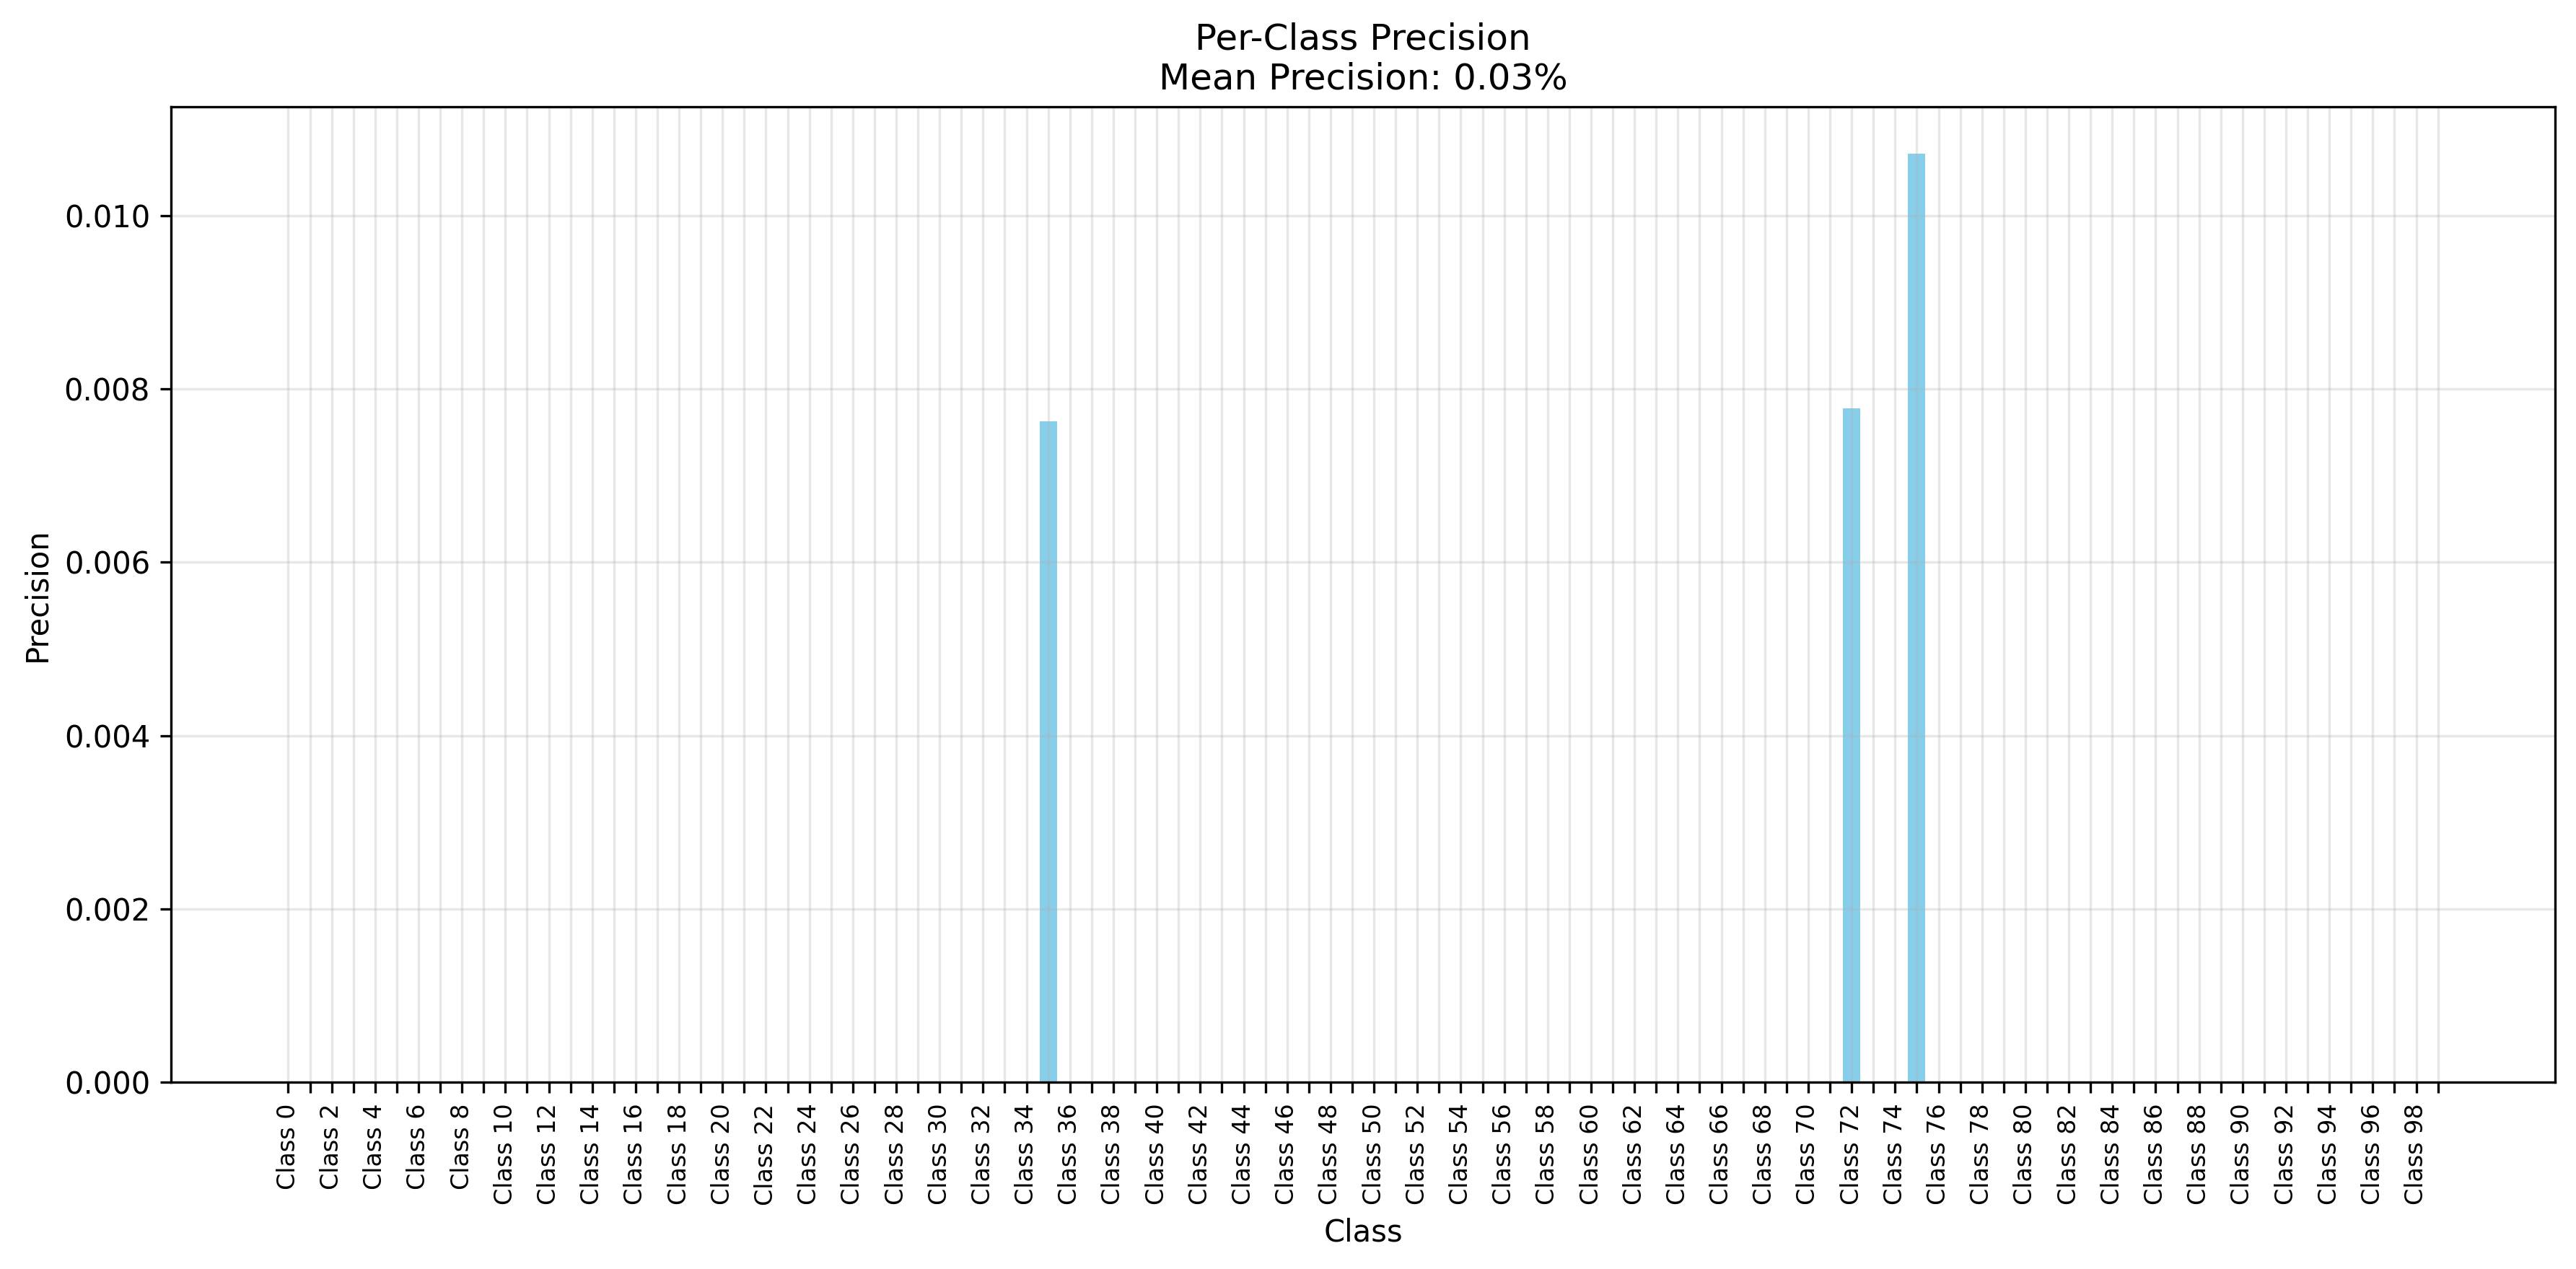 Per-Class Precision
Mean Precision: 0.03%
Precision
0.010
0.008
0.006
0.004
0.002
0.000
Class 0
Class 2
Class 4
Class 6
Class 8
Class 10
Class 12
Class 14
Class 16
Class 18
Class 20
Class 22
Class 24
Class 26
Class 28
Class 30
Class 32
Class 34
Class 36
Class 38
Class 40
Class 42
Class 44
Class 46
Class 48
Class 50
Class 52
Class 54
Class 56
Class 58
Class 60
Class 62
Class 64
Class 66
Class 68
Class 70
Class 72
Class 74
Class 76
Class 78
Class 80
Class 82
Class 84
Class 86
Class 88
Class 90
Class 92
Class 94
Class 96
Class 98
Class